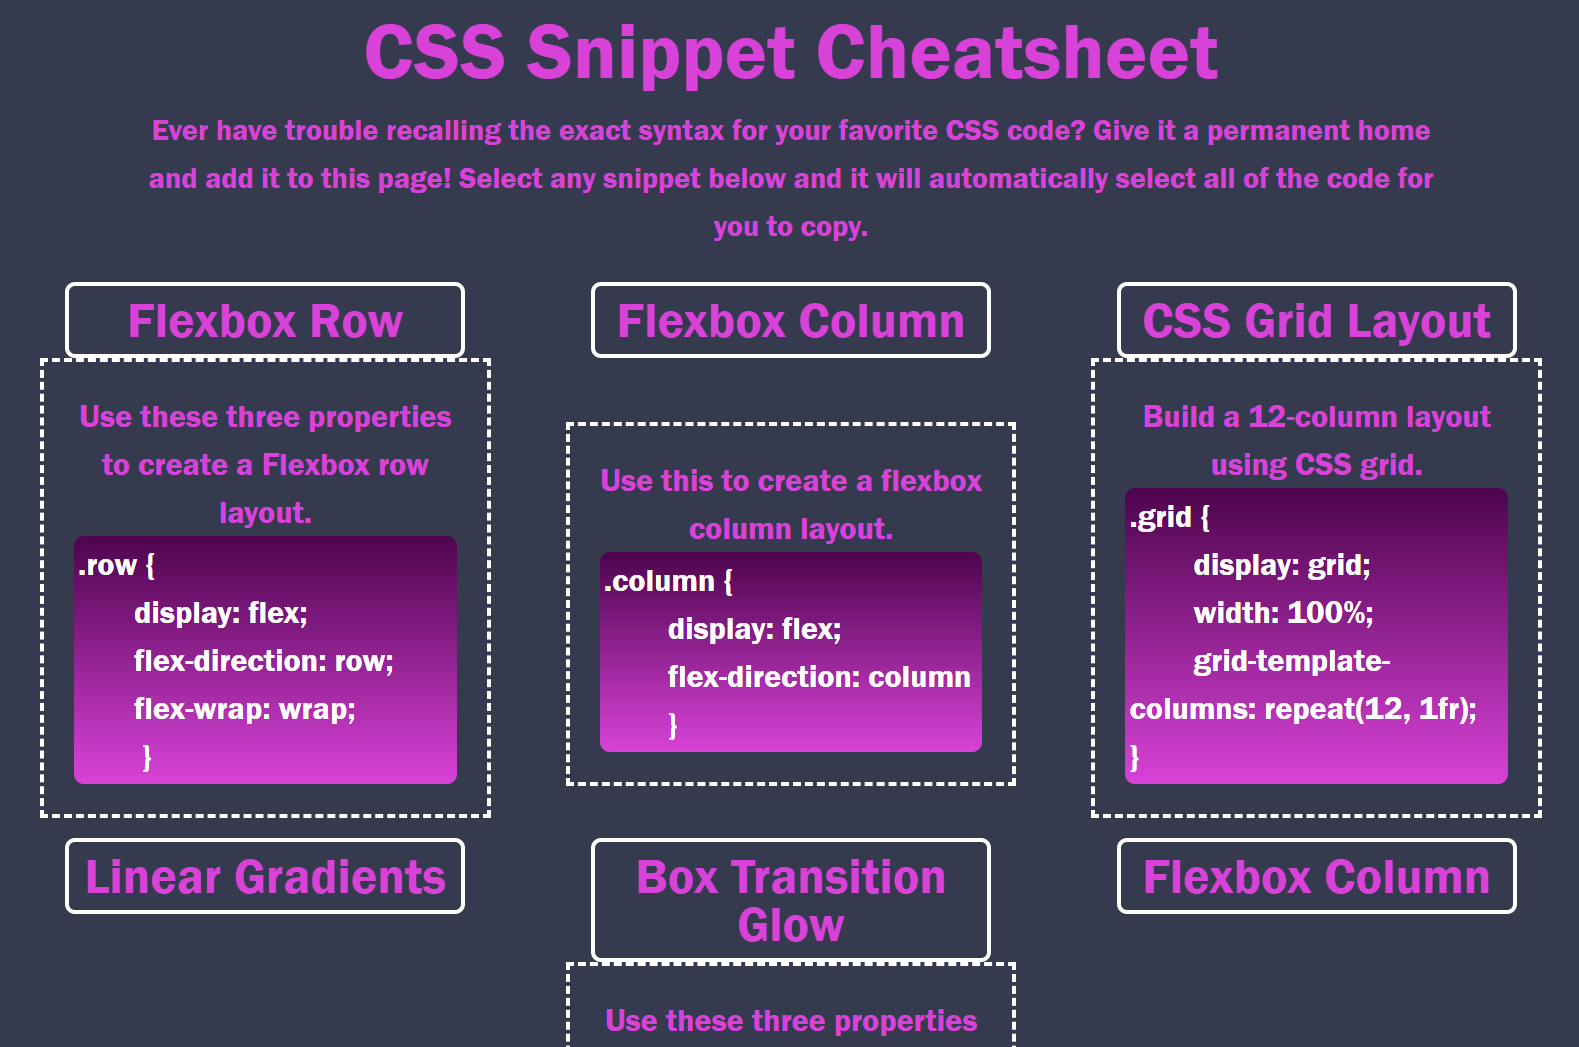 CSS Snippet Cheatsheet
Ever have trouble recalling the exact syntax for your favorite CSS code? Give it a permanent home
and add it to this page! Select any snippet below and it will automatically select all of the code for
you to copy.
Flexbox Row
Use these three properties
to create a Flexbox row
layout.
.row {
display: flex;
flex-direction: row;
flex-wrap: wrap;
}
Flexbox Column
Use this to create a flexbox
column layout.
.column {
display: flex;
flex-direction: column
}
CSS Grid Layout
Build a 12-column layout
using CSS grid.
.grid {
display: grid;
width: 100%;
grid-template-
columns: repeat(12, 1fr);
}
Linear Gradients
Box Transition
Glow
Use these three properties
Flexbox Column